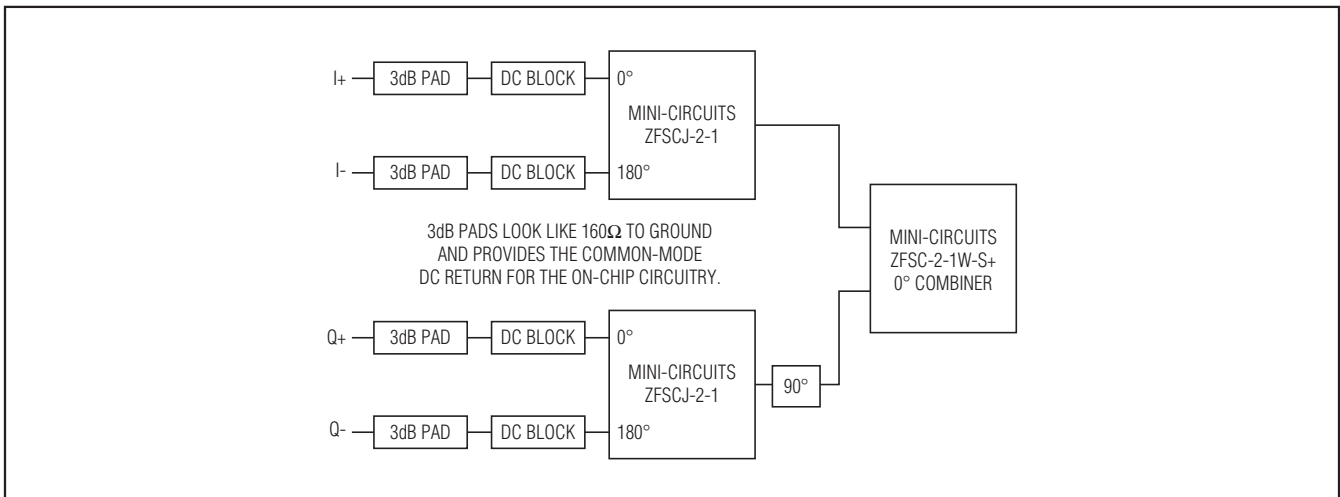 I+
3dB PAD
DC BLOCK
0°
MINI-CIRCUITS
ZFSCJ-2-1
I-
3dB PAD
DC BLOCK
180°
3dB PADS LOOK LIKE 160Ω TO GROUND
AND PROVIDES THE COMMON-MODE
DC RETURN FOR THE ON-CHIP CIRCUITRY.
MINI-CIRCUITS
ZFSC-2-1W-S+
0° COMBINER
Q+
3dB PAD
DC BLOCK
0°
MINI-CIRCUITS
ZFSCJ-2-1
90°
Q-
3dB PAD
DC BLOCK
180°